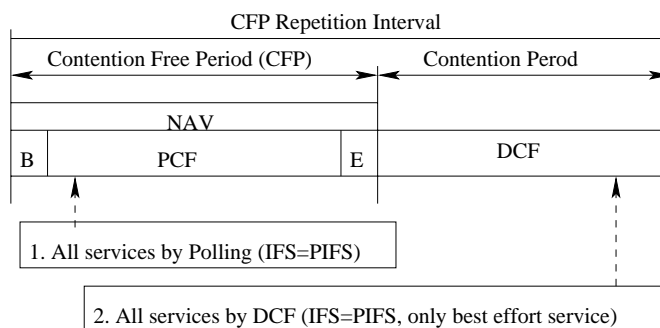 CFP Repetition Interval
Contention Free Period (CFP) Contention Perod
NAV
B PCF E DCF
1. All services by Polling (IFS=PIFS)
2. All services by DCF (IFS=PIFS, only best effort service)